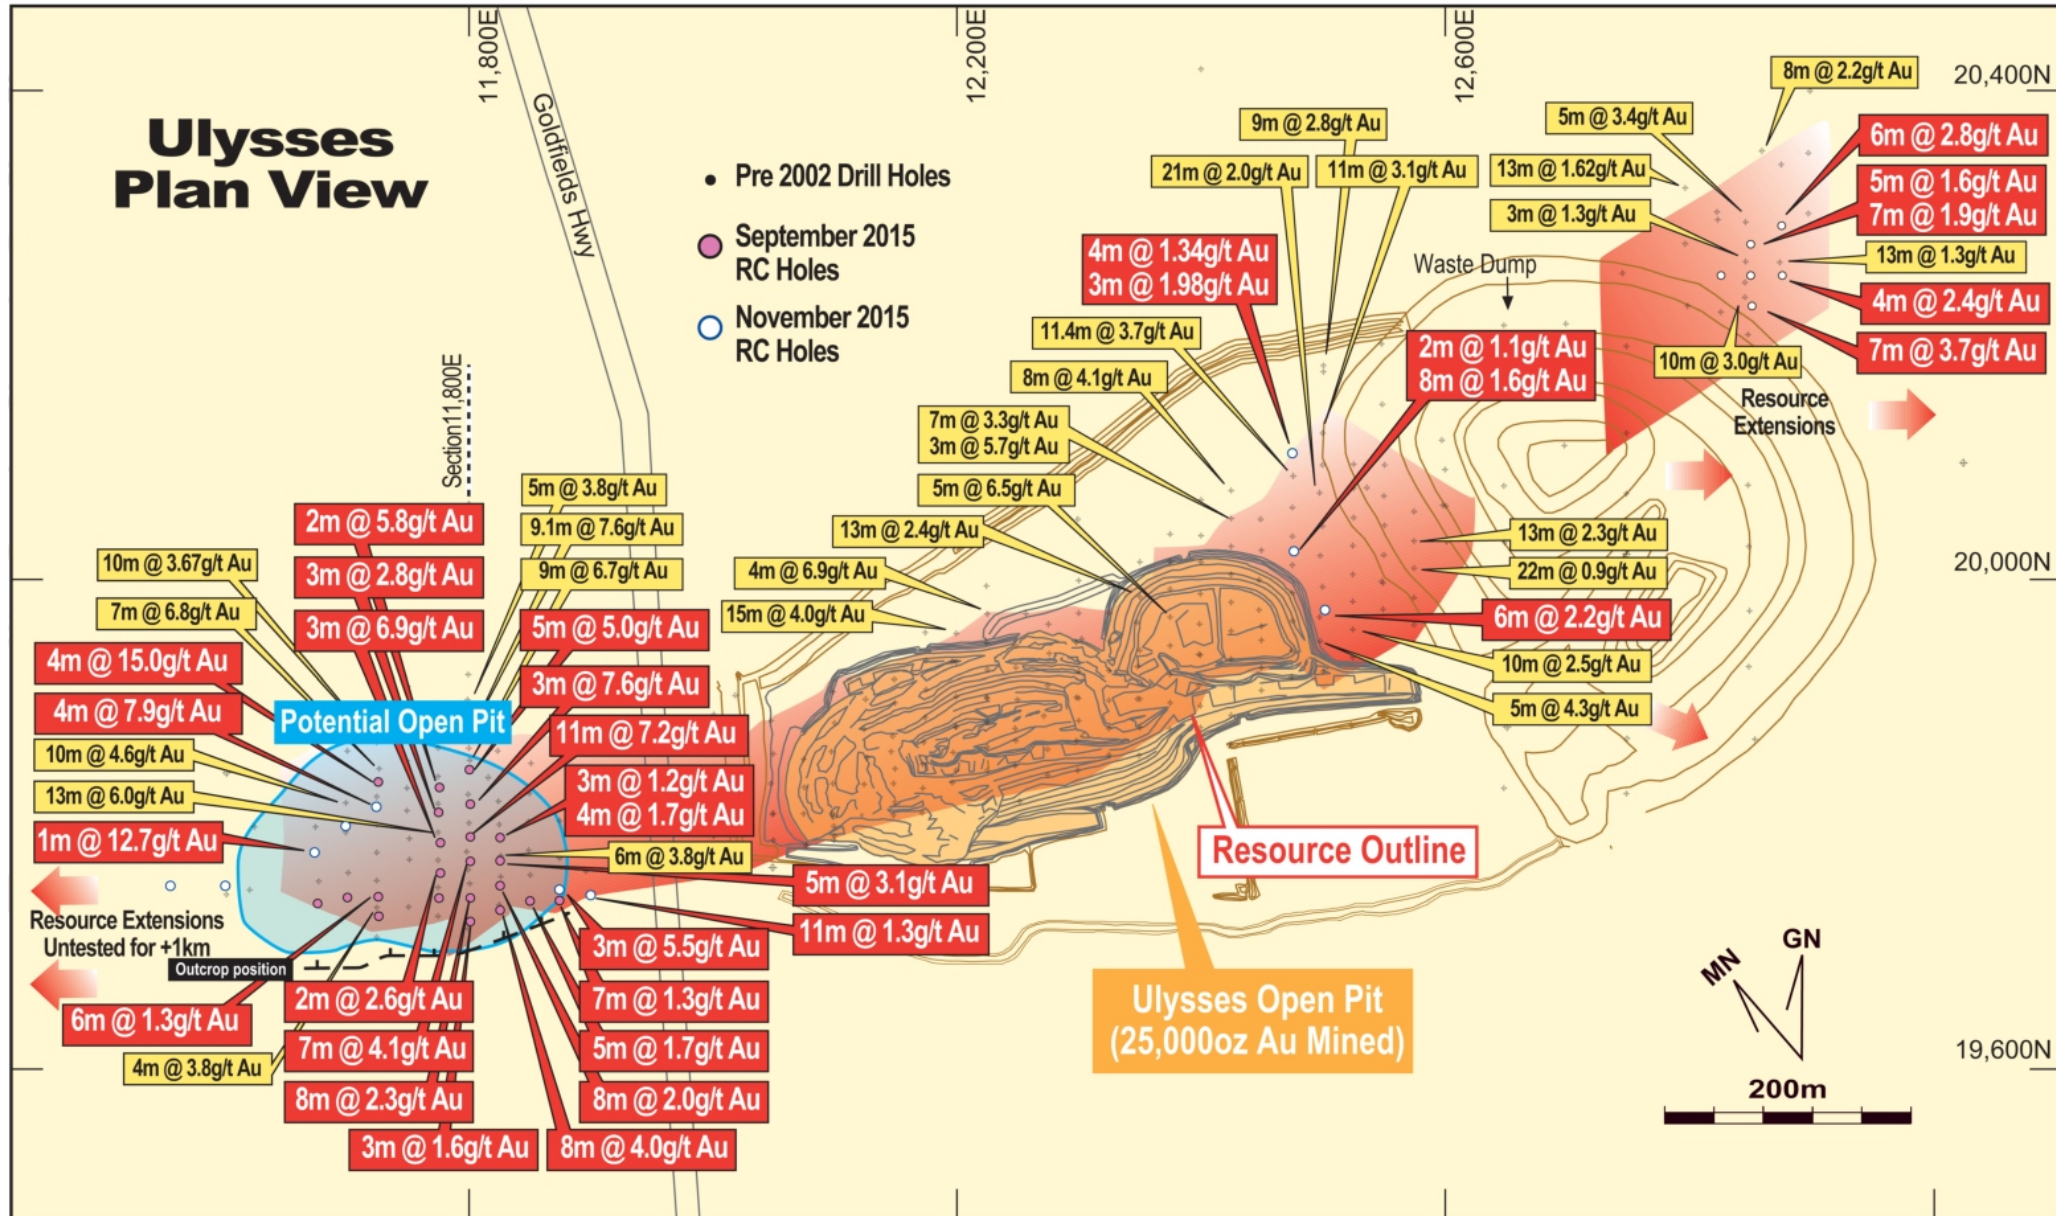 11,800E
12,200E
12,600E
20,400N
20,000N
19,600N
Ulysses
Plan View
Goldfields Hwy
Pre 2002 Drill Holes
September 2015
RC Holes
November 2015
RC Holes
Section11,800E
8m @ 2.2g/t Au
5m @ 3.4g/t Au
9m @ 2.8g/t Au
6m @ 2.8g/t Au
21m @ 2.0g/t Au
11m @ 3.1g/t Au
13m @ 1.62g/t Au
5m @ 1.6g/t Au
7m @ 1.9g/t Au
3m @ 1.3g/t Au
4m @ 1.34g/t Au
3m @ 1.98g/t Au
Waste Dump
13m @ 1.3g/t Au
4m @ 2.4g/t Au
11.4m @ 3.7g/t Au
2m @ 1.1g/t Au
8m @ 1.6g/t Au
7m @ 3.7g/t Au
10m @ 3.0g/t Au
8m @ 4.1g/t Au
Resource
Extensions
7m @ 3.3g/t Au
3m @ 5.7g/t Au
5m @ 6.5g/t Au
13m @ 2.4g/t Au
4m @ 6.9g/t Au
15m @ 4.0g/t Au
13m @ 2.3g/t Au
22m @ 0.9g/t Au
6m @ 2.2g/t Au
10m @ 2.5g/t Au
5m @ 4.3g/t Au
5m @ 3.8g/t Au
9.1m @ 7.6g/t Au
9m @ 6.7g/t Au
2m @ 5.8g/t Au
3m @ 2.8g/t Au
3m @ 6.9g/t Au
10m @ 3.67g/t Au
7m @ 6.8g/t Au
4m @ 15.0g/t Au
4m @ 7.9g/t Au
10m @ 4.6g/t Au
13m @ 6.0g/t Au
1m @ 12.7g/t Au
Potential Open Pit
5m @ 5.0g/t Au
3m @ 7.6g/t Au
11m @ 7.2g/t Au
3m @ 1.2g/t Au
4m @ 1.7g/t Au
6m @ 3.8g/t Au
5m @ 3.1g/t Au
11m @ 1.3g/t Au
Resource Outline
Resource Extensions
Untested for +1km
Outcrop position
6m @ 1.3g/t Au
4m @ 3.8g/t Au
2m @ 2.6g/t Au
7m @ 4.1g/t Au
8m @ 2.3g/t Au
3m @ 1.6g/t Au
3m @ 5.5g/t Au
7m @ 1.3g/t Au
5m @ 1.7g/t Au
8m @ 2.0g/t Au
8m @ 4.0g/t Au
Ulysses Open Pit
(25,000oz Au Mined)
MN
GN
200m